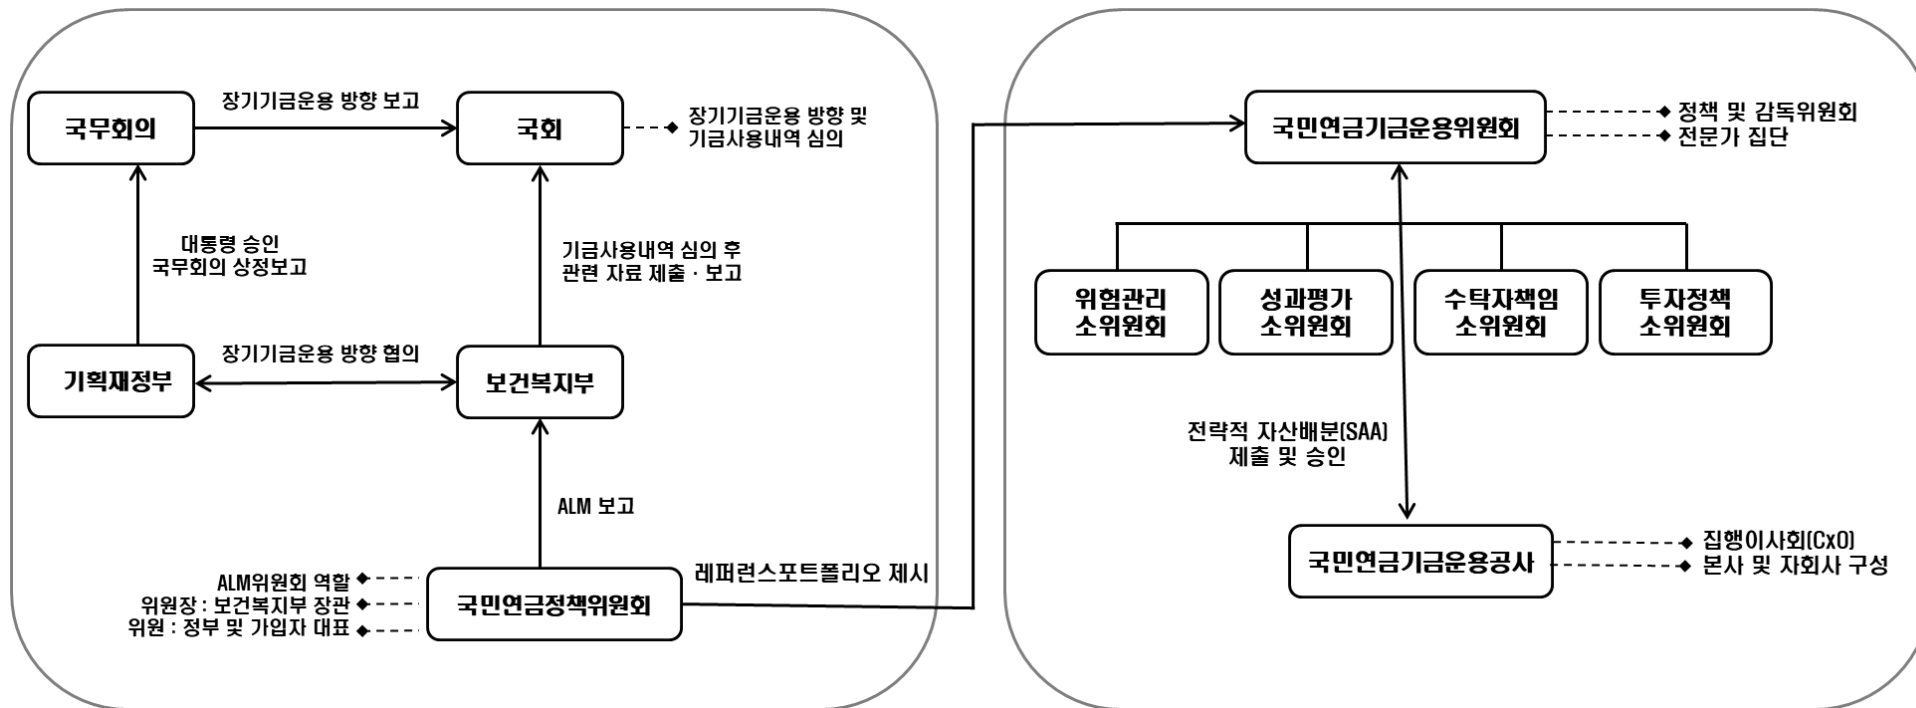 국무회의
장기기금운용 방향 보고
국회
장기기금운용 방향 및
기금사용내역 심의
대통령 승인
국무회의 상정보고
기금사용내역 심의 후
관련 자료 제출 · 보고
기획재정부
장기기금운용 방향 협의
보건복지부
ALM 보고
ALM위원회 역할
위원장 : 보건복지부 장관
위원 : 정부 및 가입자 대표
국민연금정책위원회
레퍼런스포트폴리오 제시
국민연금기금운용위원회
정책 및 감독위원회
전문가 집단
위험관리
소위원회
성과평가
소위원회
수탁자책임
소위원회
투자정책
소위원회
전략적 자산배분(SAA)
제출 및 승인
국민연금기금운용공사
집행이사회(CxO)
본사 및 자회사 구성